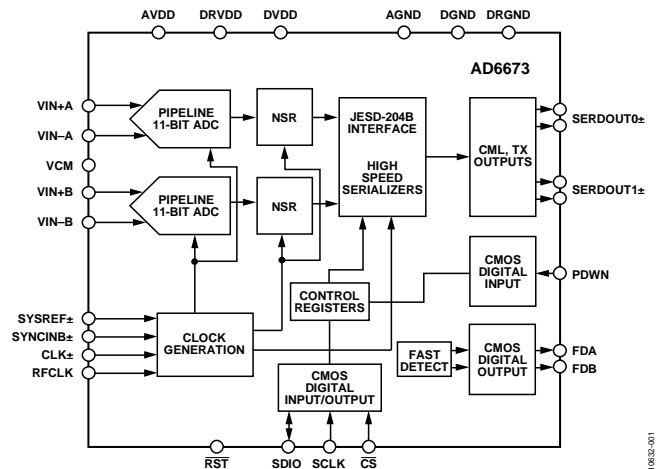 AVDD DRVDD DVDD AGND DGND DRGND
AD6673
VIN+A
VIN–A
VCM
VIN+B
VIN–B
PIPELINE
11-BIT ADC
NSR
PIPELINE
11-BIT ADC
NSR
JESD-204B
INTERFACE
HIGH
SPEED
SERIALIZERS
CML, TX
OUTPUTS
SERDOUT0±
SERDOUT1±
CMOS
DIGITAL
INPUT
PDWN
CONTROL
REGISTERS
SYSREF±
SYNCINB±
CLK±
RFCLK
CLOCK
GENERATION
FAST
DETECT
CMOS
DIGITAL
OUTPUT
FDA
FDB
CMOS
DIGITAL
INPUT/OUTPUT
RST SDIO SCLK CS
10632-001